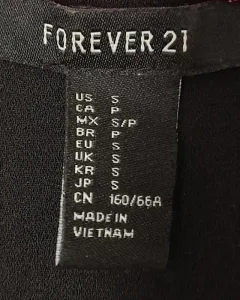 FOREVER 21
US S
CA P
MX S/P
BR P
EU S
UK S
KR S
JP S
CN 160/66A
MADE IN
VIETNAM